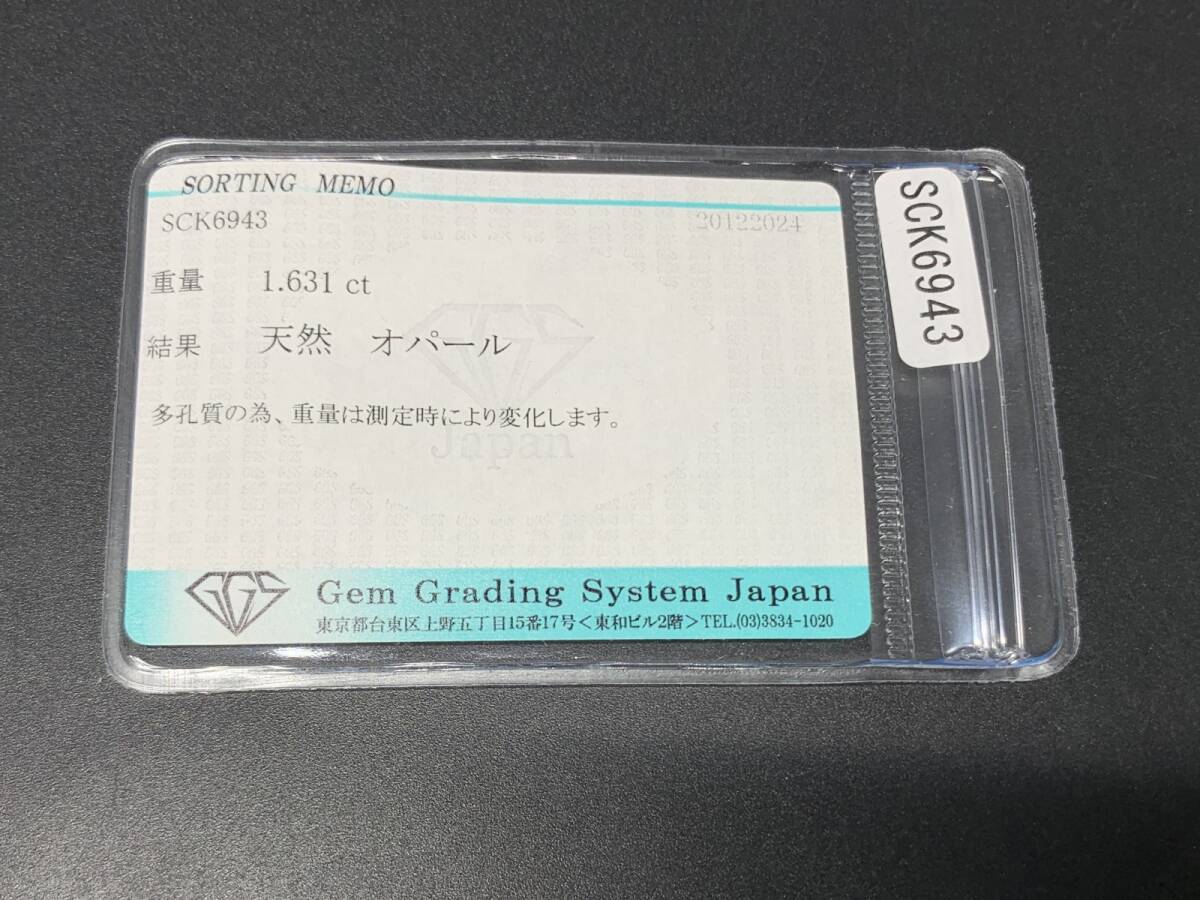 SORTING MEMO
SCK6943 20122024
重量 1.631 ct
結果 天然 オパール
多孔質の為、重量は測定時により変化します。
Japan
GGS
Gem Grading System Japan
東京都台東区上野五丁目15番17号<東和ビル2階>TEL.(03)3834-1020
SCK6943